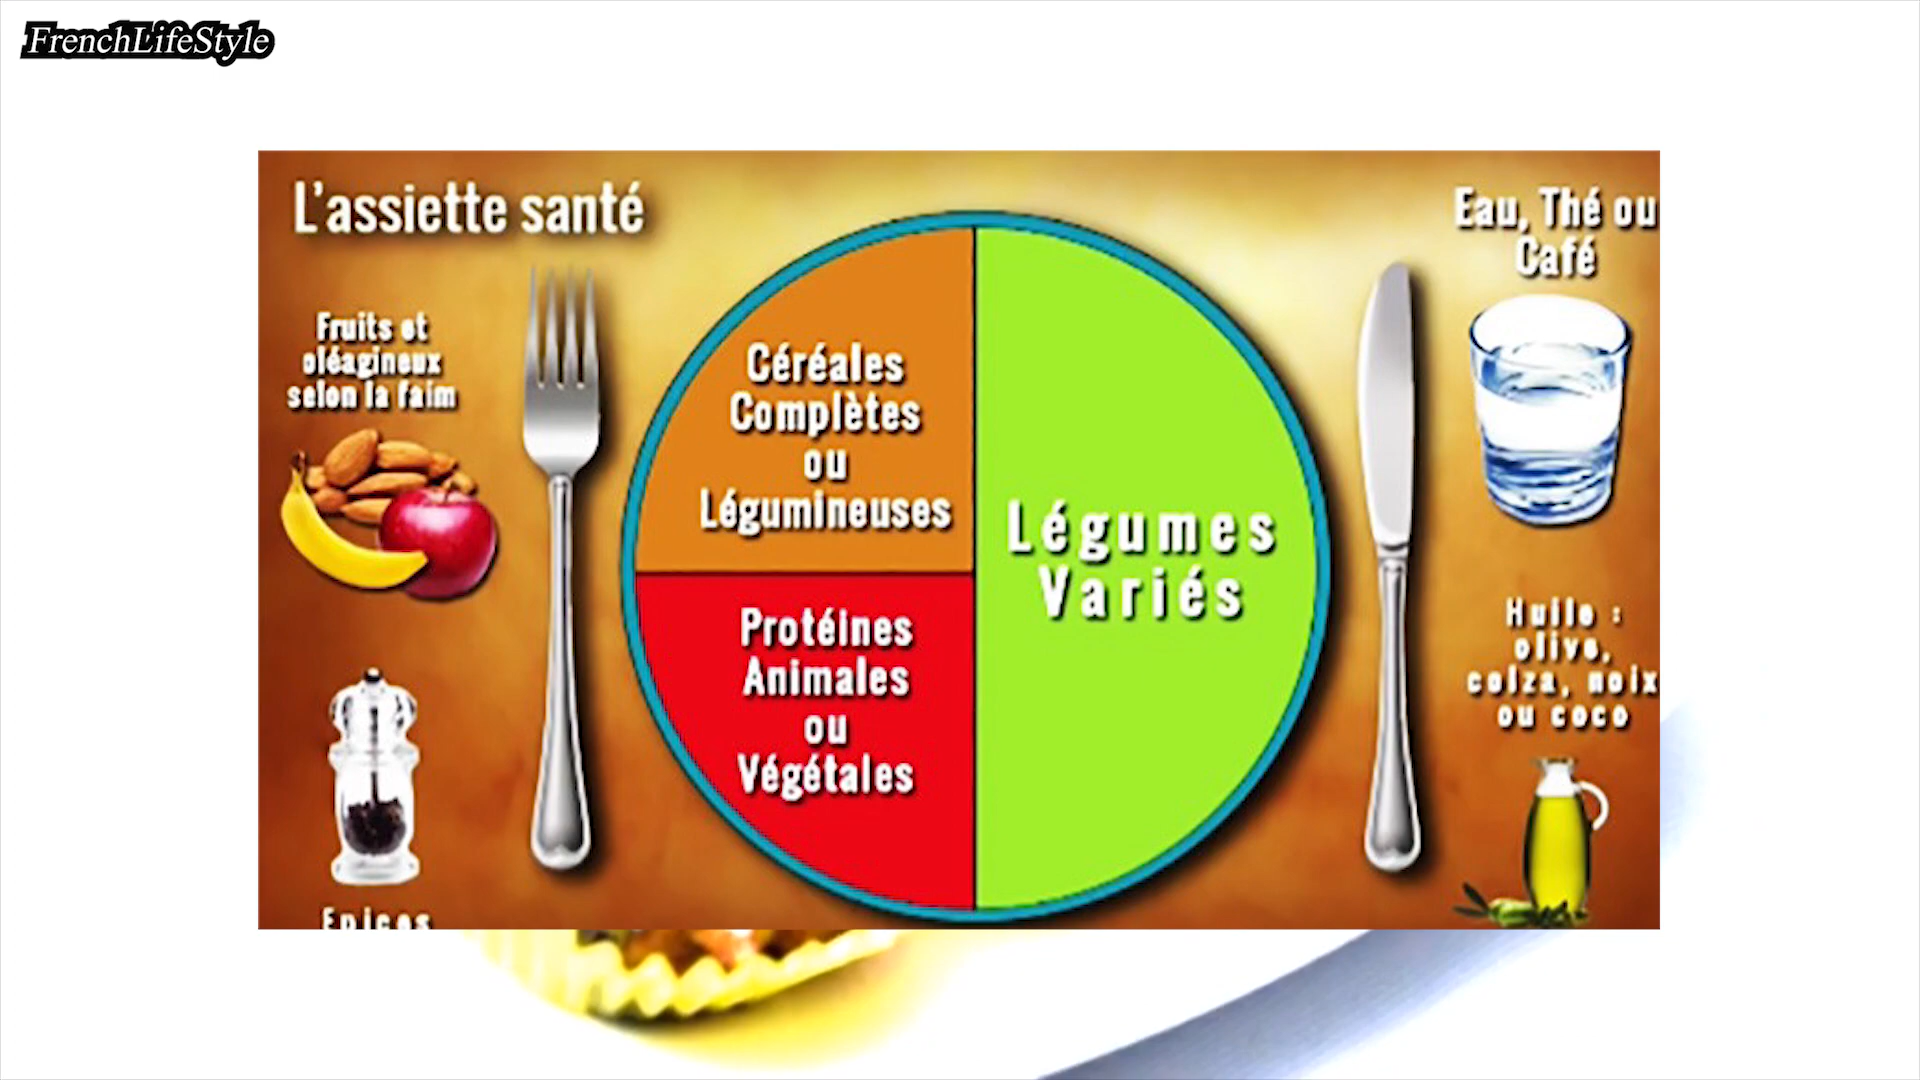 FrenchLifeStyle
L'assiette santé
Eau, Thé ou
Café
Fruits et
oléagineux
selon la faim
Céréales
Complètes
ou
Légumineuses
Légumes
Variés
Protéines
Animales
ou
Végétales
Huile :
olive,
colza, noix
ou coco
Epices